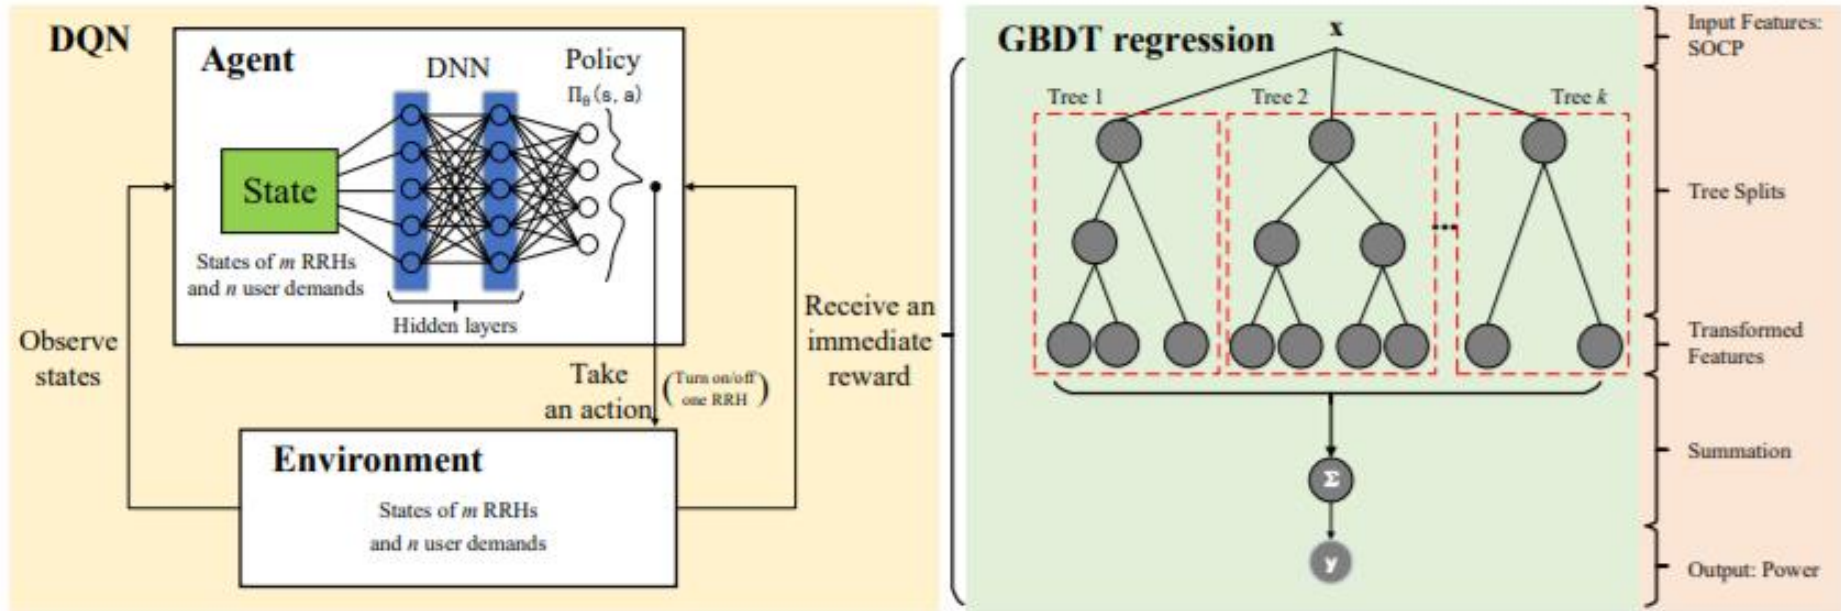 DQN
Agent
DNN
Policy
Π_θ(s, a)
State
States of m RRHs
and n user demands
Hidden layers
Observe
states
Take
an action
(Turn on/off
one RRH)
Receive an
immediate
reward
Environment
States of m RRHs
and n user demands
GBDT regression
x
Tree 1
Tree 2
Tree k
...
Σ
y
Input Features:
SOCP
Tree Splits
Transformed
Features
Summation
Output: Power